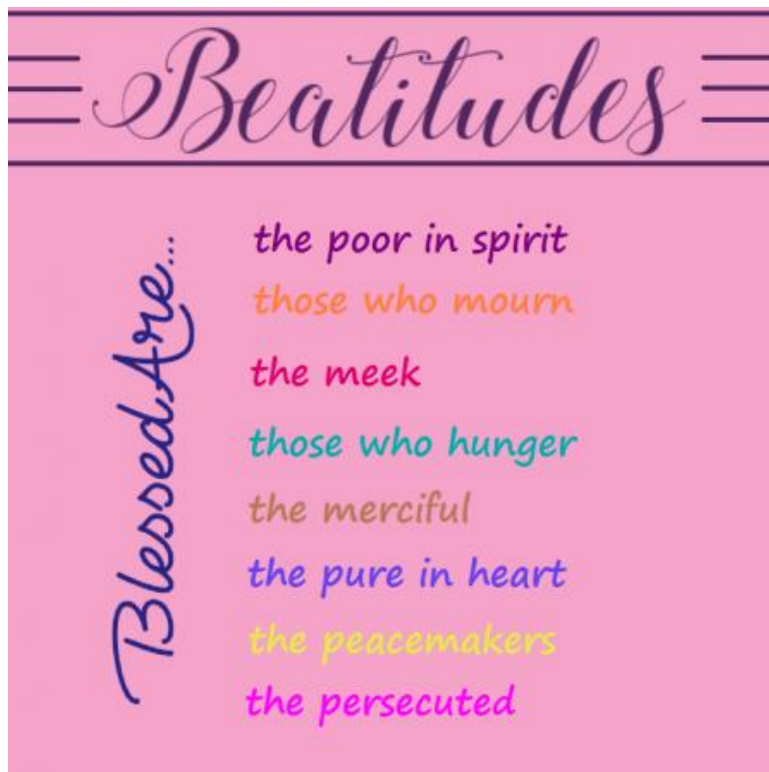 Beatitudes
Blessed Are...
the poor in spirit
those who mourn
the meek
those who hunger
the merciful
the pure in heart
the peacemakers
the persecuted